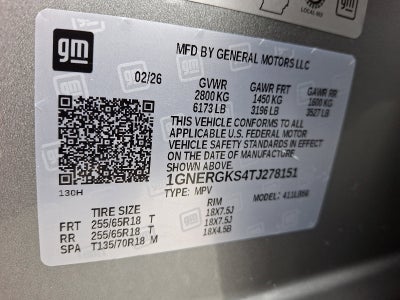 gm
MFD BY GENERAL MOTORS LLC
02/26
GVWR GAWR FRT GAWR RR
2800 KG 1450 KG 1600 KG
6173 LB 3196 LB 3527 LB
THIS VEHICLE CONFORMS TO ALL
APPLICABLE U.S. FEDERAL MOTOR
VEHICLE SAFETY STANDARDS IN EFFECT
ON THE DATE OF MANUFACTURE
SHOWN ABOVE.
1GNERGKS4TJ278151
130H
TYPE: MPV MODEL:
TIRE SIZE RIM
FRT 255/65R18 T 18X7.5J
RR 255/65R18 T 18X7.5J
SPA T135/70R18 M 18X4.5B